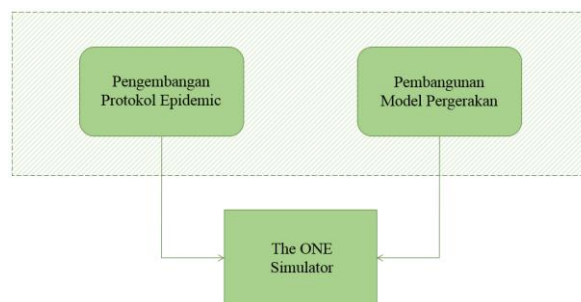 Pengembangan
Protokol Epidemic
Pembangunan
Model Pergerakan
The ONE
Simulator